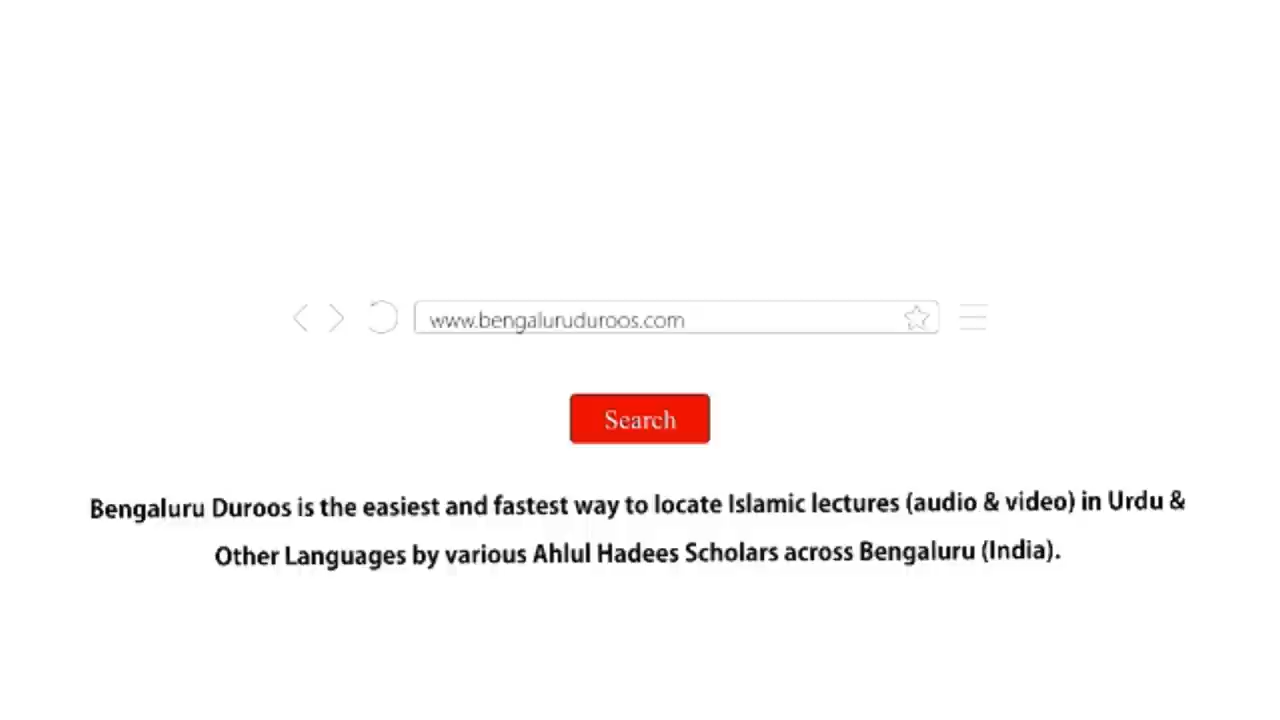 www.bengaluruduroos.com
Search
Bengaluru Duroos is the easiest and fastest way to locate Islamic lectures (audio & video) in Urdu &
Other Languages by various Ahlul Hadees Scholars across Bengaluru (India).